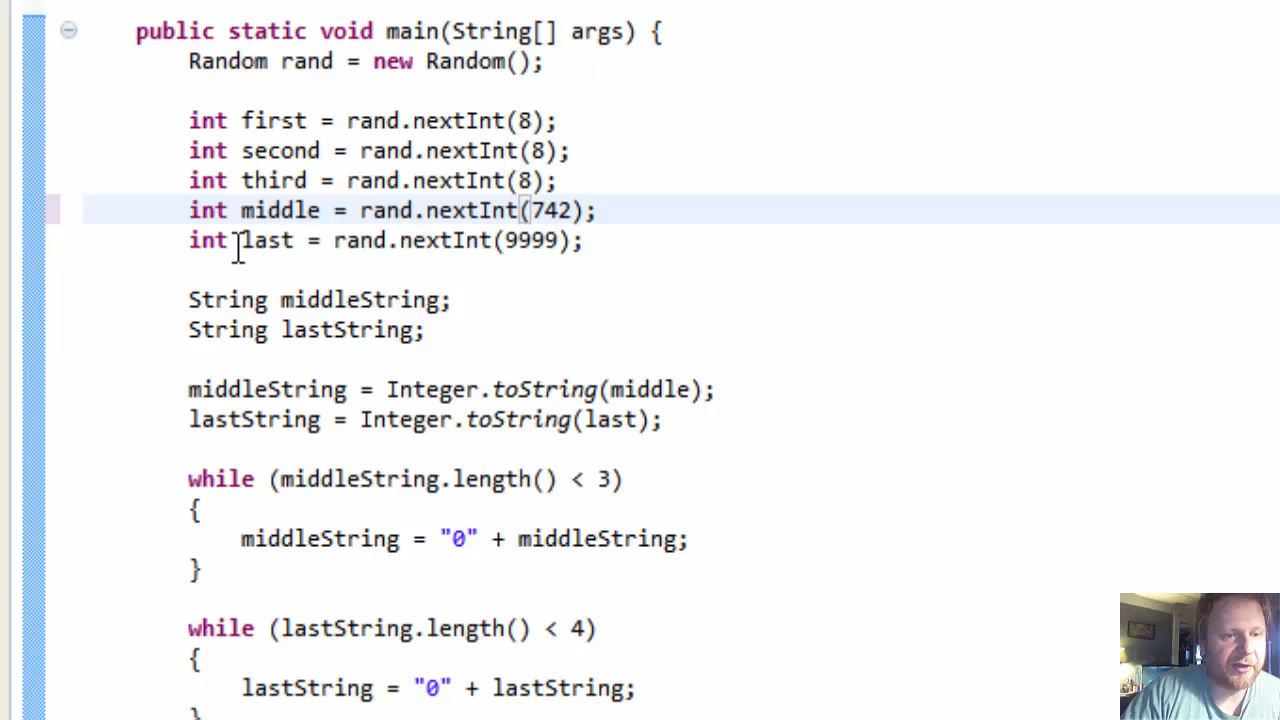 public static void main(String[] args) {
Random rand = new Random();
int first = rand.nextInt(8);
int second = rand.nextInt(8);
int third = rand.nextInt(8);
int middle = rand.nextInt(742);
int last = rand.nextInt(9999);
String middleString;
String lastString;
middleString = Integer.toString(middle);
lastString = Integer.toString(last);
while (middleString.length() < 3)
{
middleString = "0" + middleString;
}
while (lastString.length() < 4)
{
lastString = "0" + lastString;
}